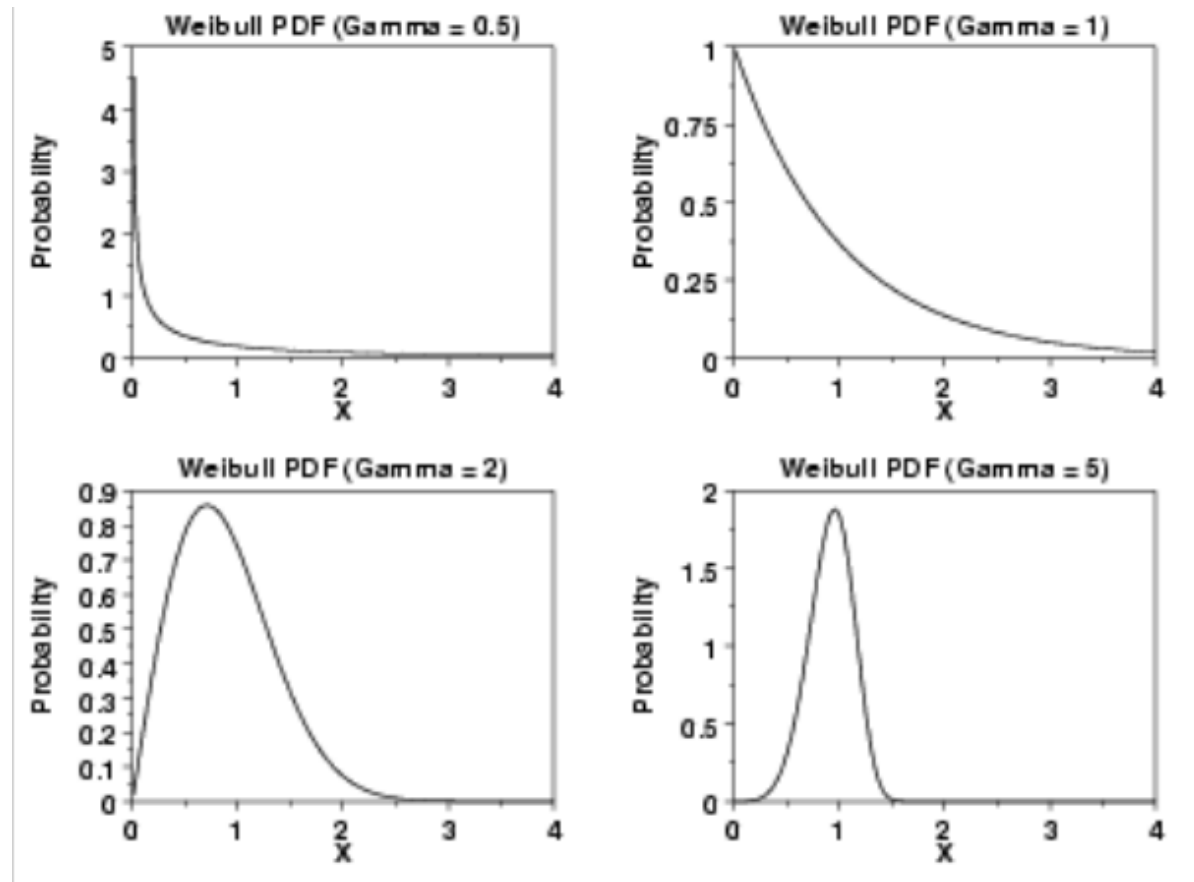 Weibull PDF (Gamma = 0.5)
5
4
3
2
1
0
Probability
0 1 2 3 4
X
Weibull PDF (Gamma = 1)
1
0.75
0.5
0.25
0
Probability
0 1 2 3 4
X
Weibull PDF (Gamma = 2)
0.9
0.8
0.7
0.6
0.5
0.4
0.3
0.2
0.1
0
Probability
0 1 2 3 4
X
Weibull PDF (Gamma = 5)
2
1.5
1
0.5
0
Probability
0 1 2 3 4
X